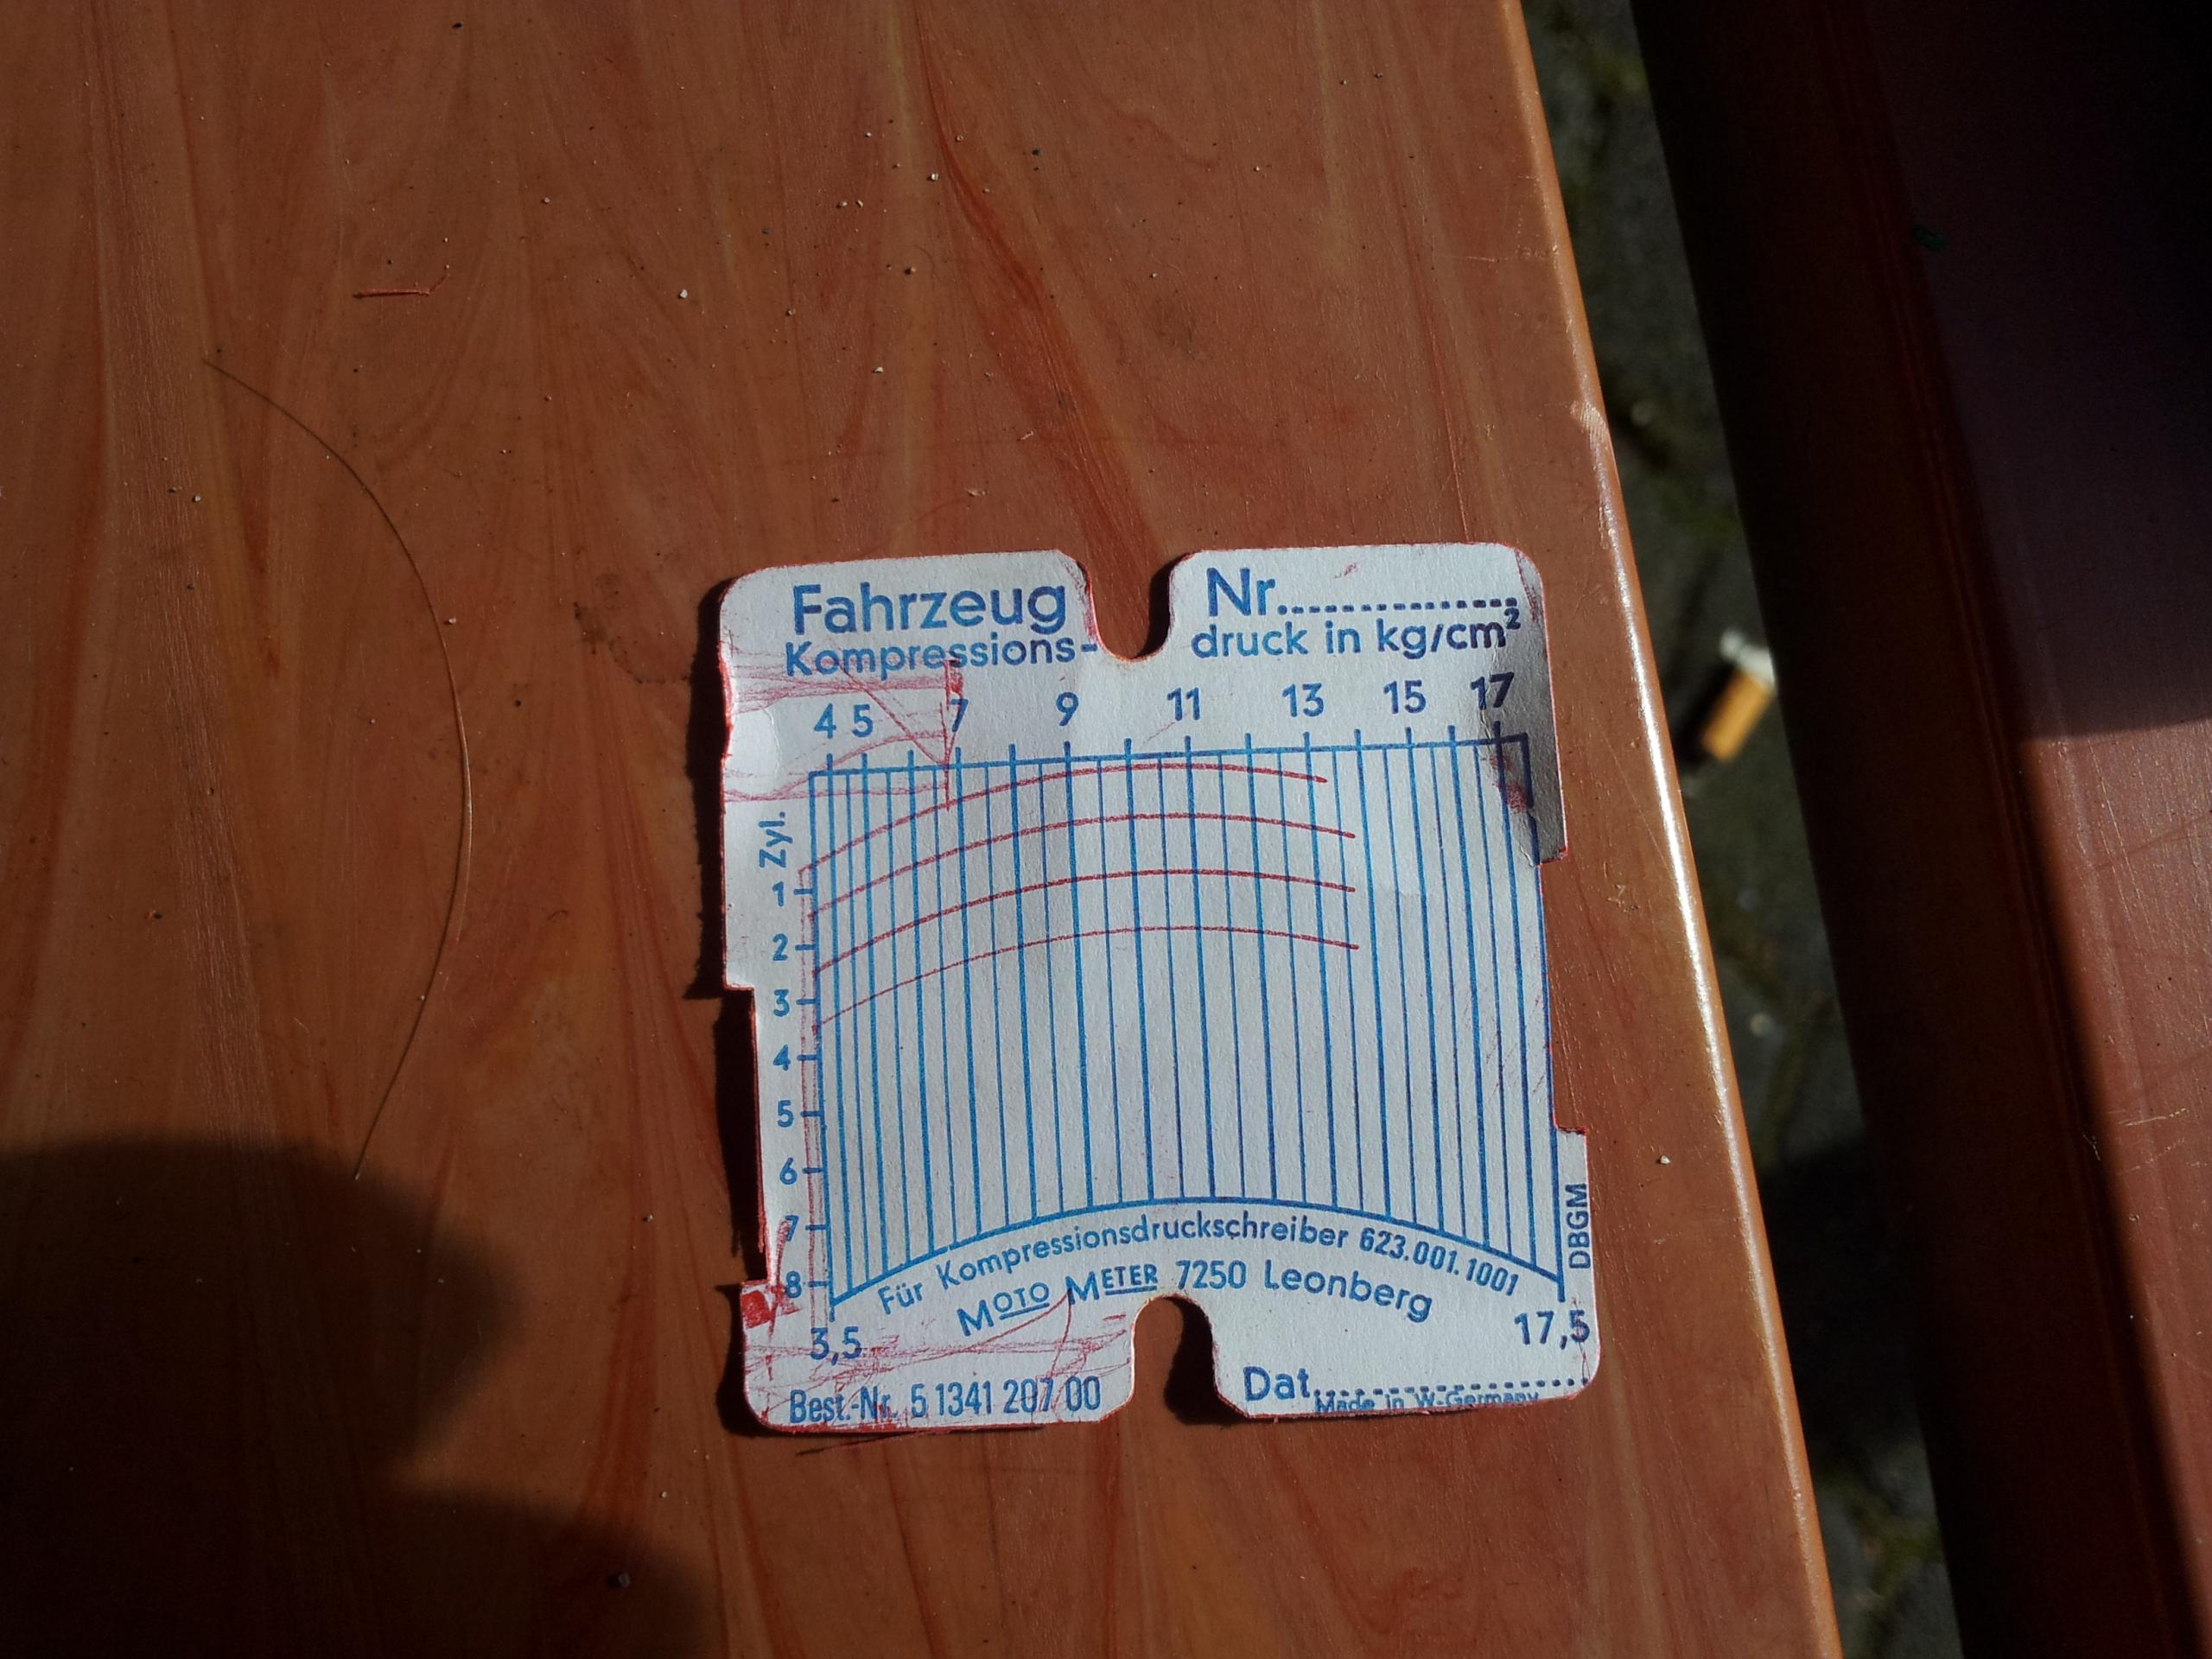 Fahrzeug Nr...............
Kompressions- druck in kg/cm²
4 5 7 9 11 13 15 17
Zyl.
1
2
3
4
5
6
7
8
DBGM
Für Kompressionsdruckschreiber 623.001.1001
MOTO METER 7250 Leonberg
3,5 17,5
Best.-Nr. 5 1341 207 00
Dat.....................
Made in W-Germany